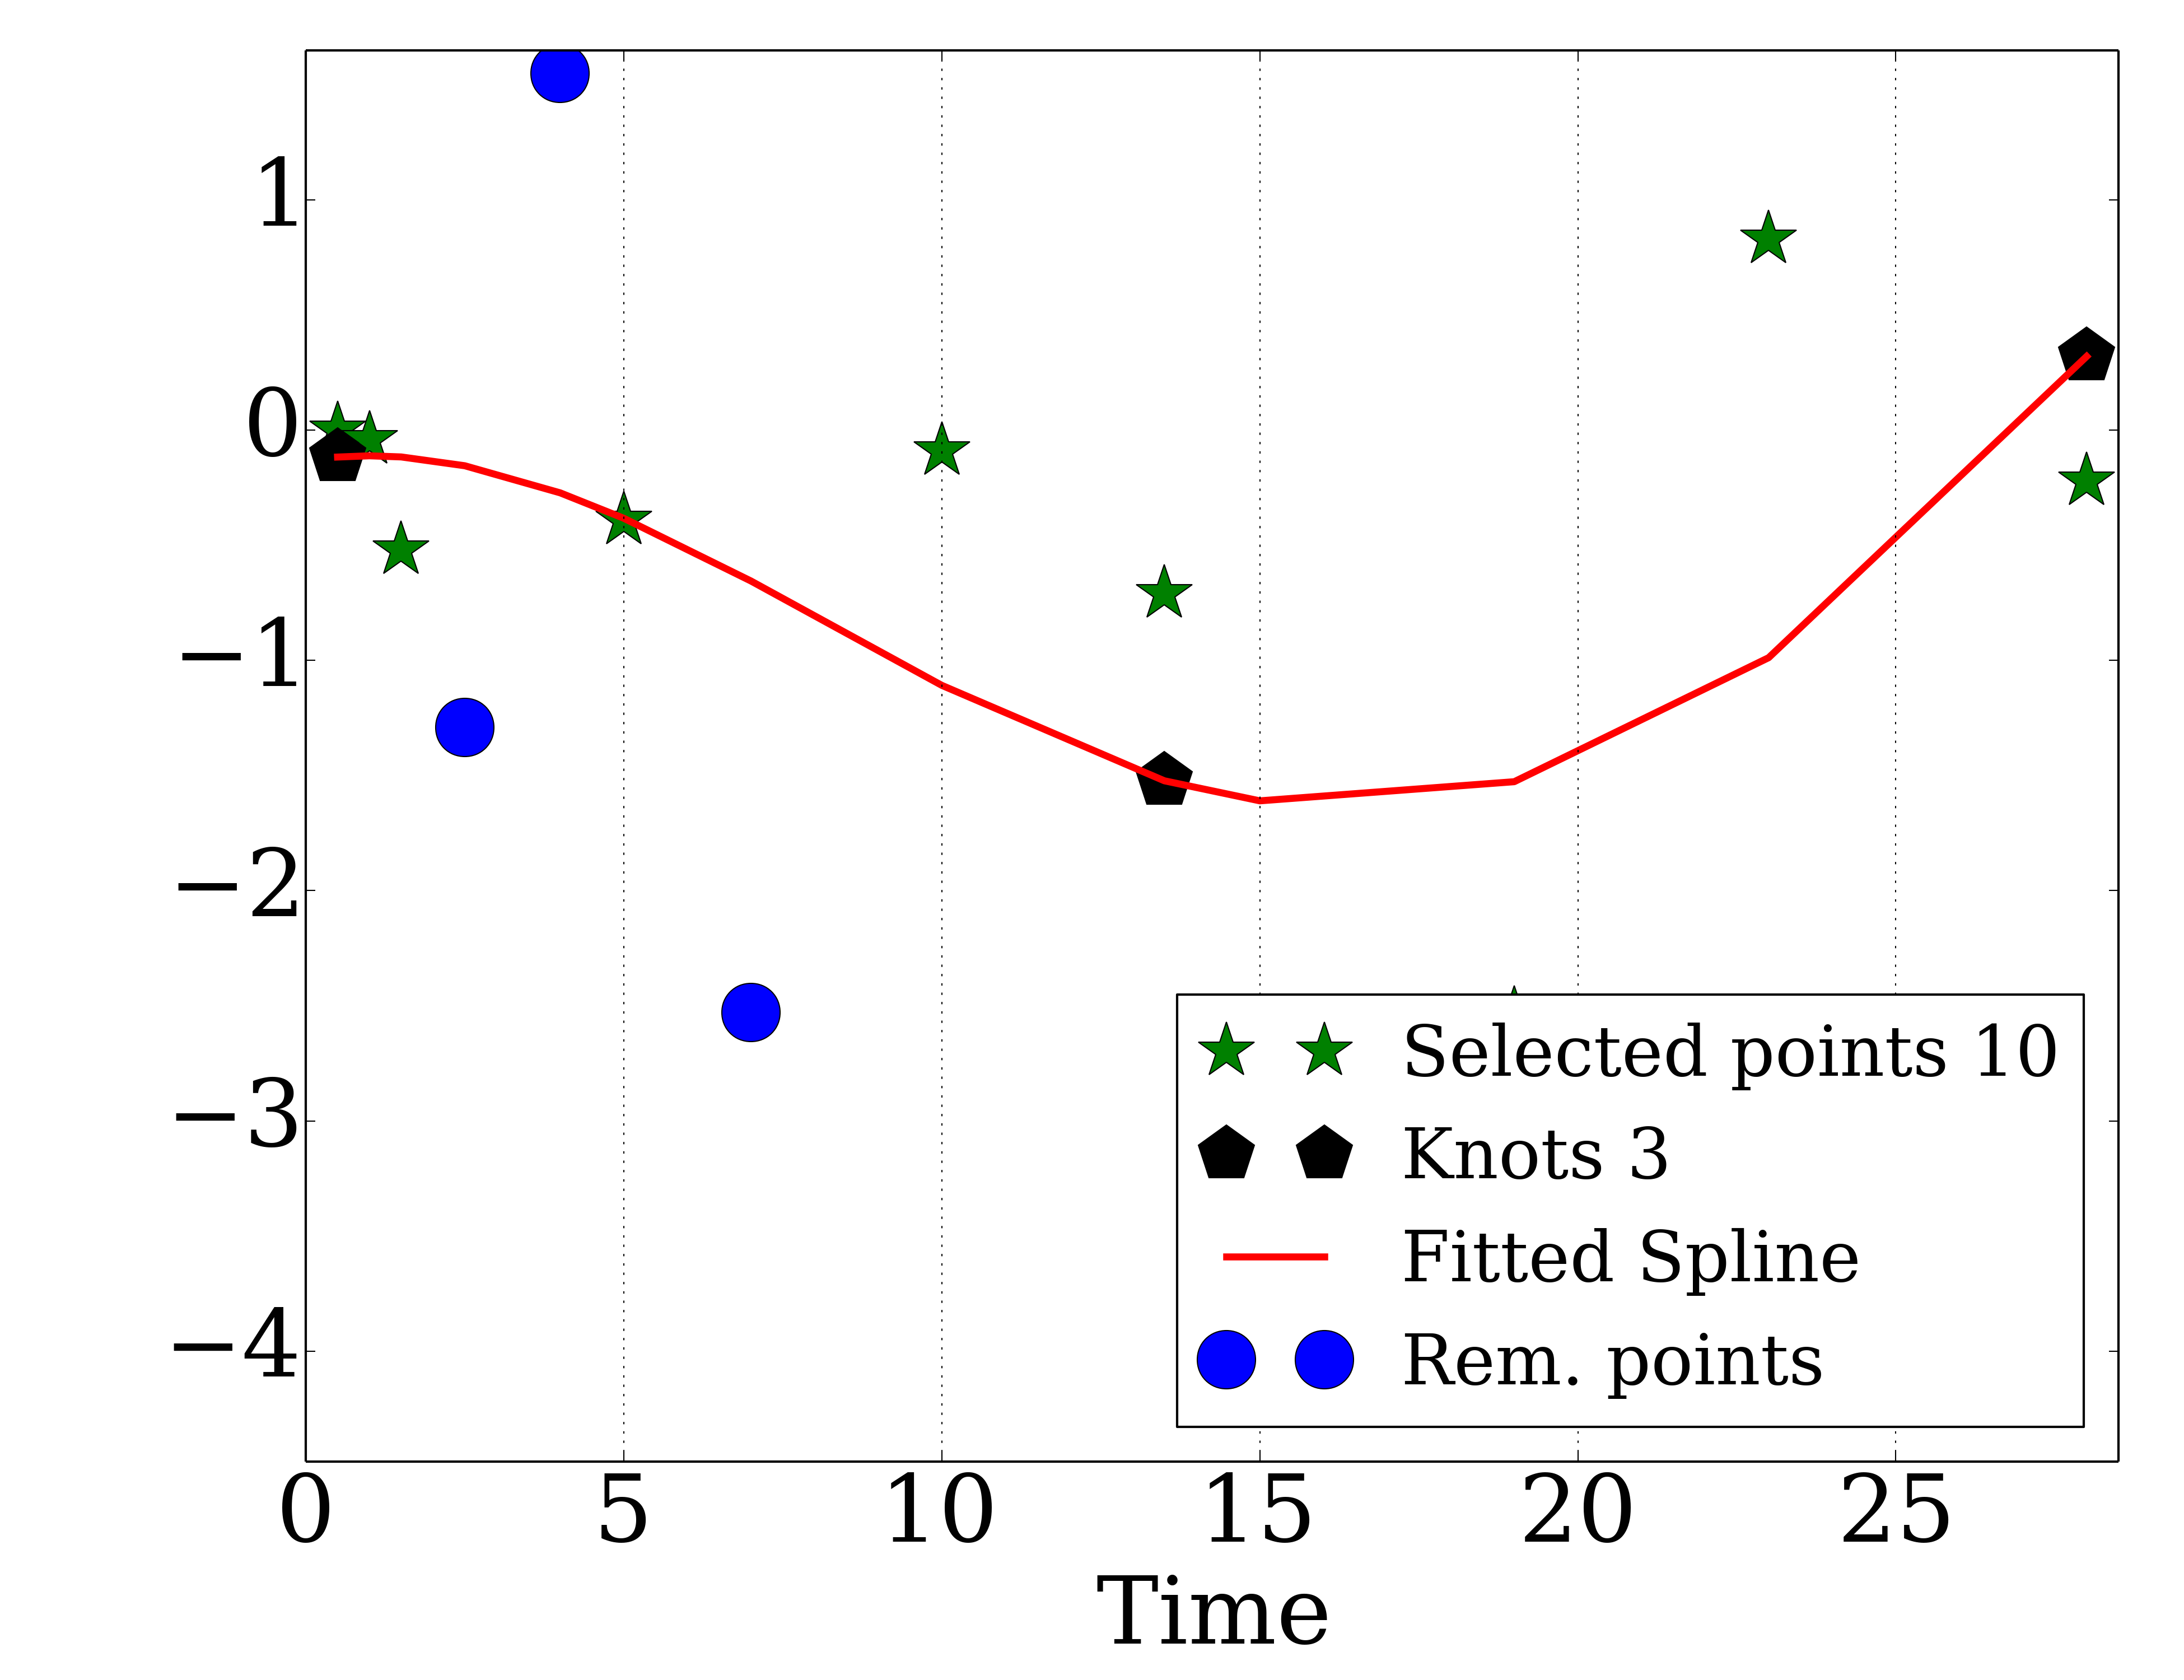 1
0
−1
−2
−3
−4
Selected points 10
Knots 3
Fitted Spline
Rem. points
0 5 10 15 20 25
Time